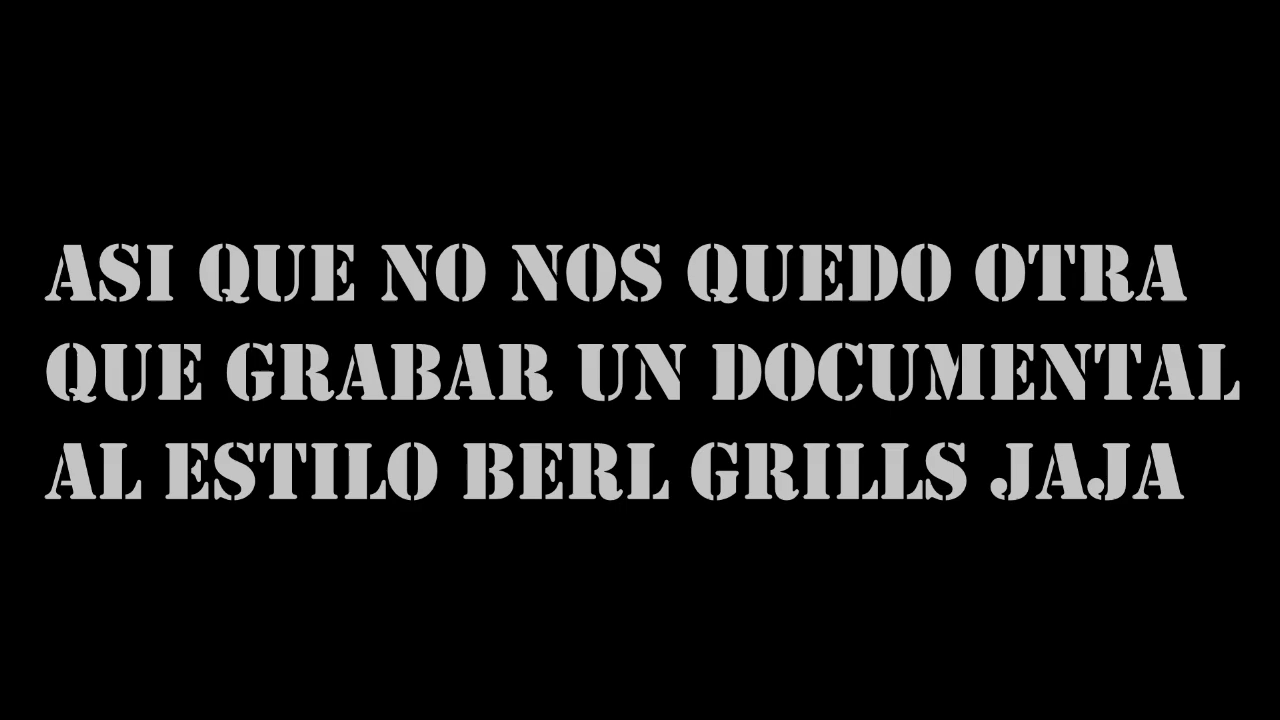 ASI QUE NO NOS QUEDO OTRA
QUE GRABAR UN DOCUMENTAL
AL ESTILO BERL GRILLS JAJA